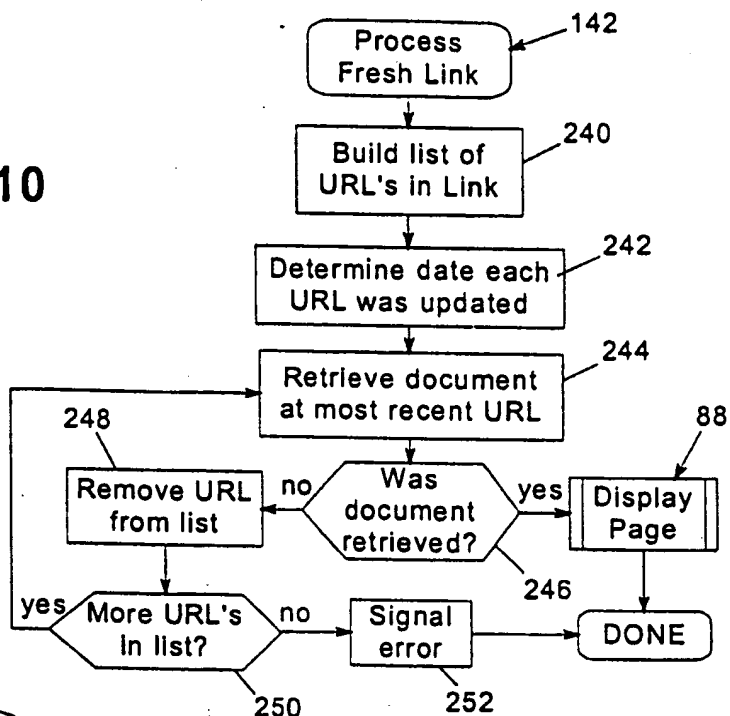 10
Process
Fresh Link
142
Build list of
URL's in Link
240
Determine date each
URL was updated
242
Retrieve document
at most recent URL
244
248
Remove URL
from list
no
Was
document
retrieved?
yes
246
88
Display
Page
yes
More URL's
in list?
no
250
Signal
error
252
DONE